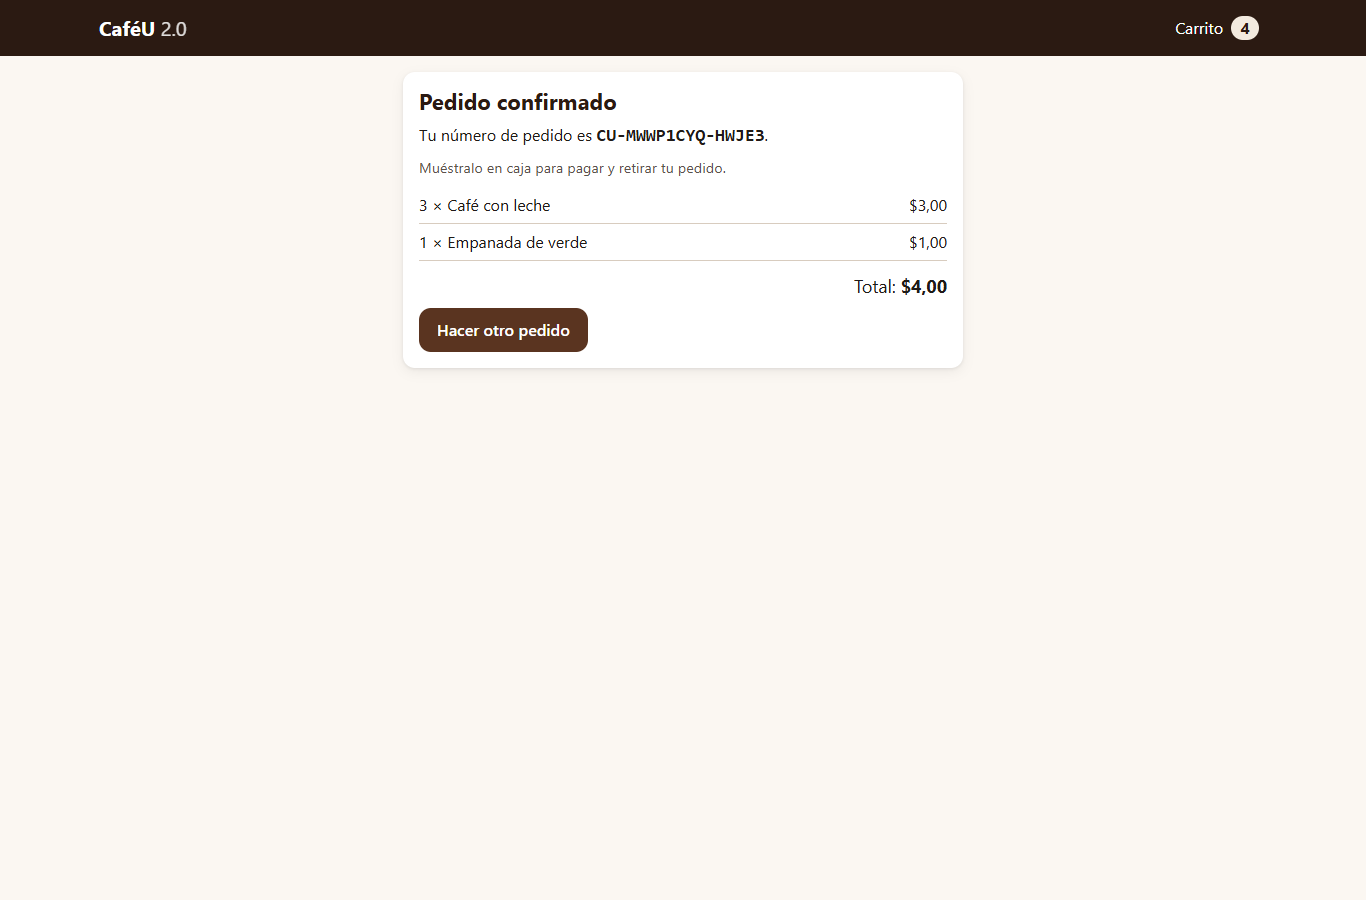 CaféU 2.0
Carrito 4
Pedido confirmado
Tu número de pedido es CU-MWWP1CYQ-HWJE3.
Muéstralo en caja para pagar y retirar tu pedido.
3 × Café con leche $3,00
1 × Empanada de verde $1,00
Total: $4,00
Hacer otro pedido